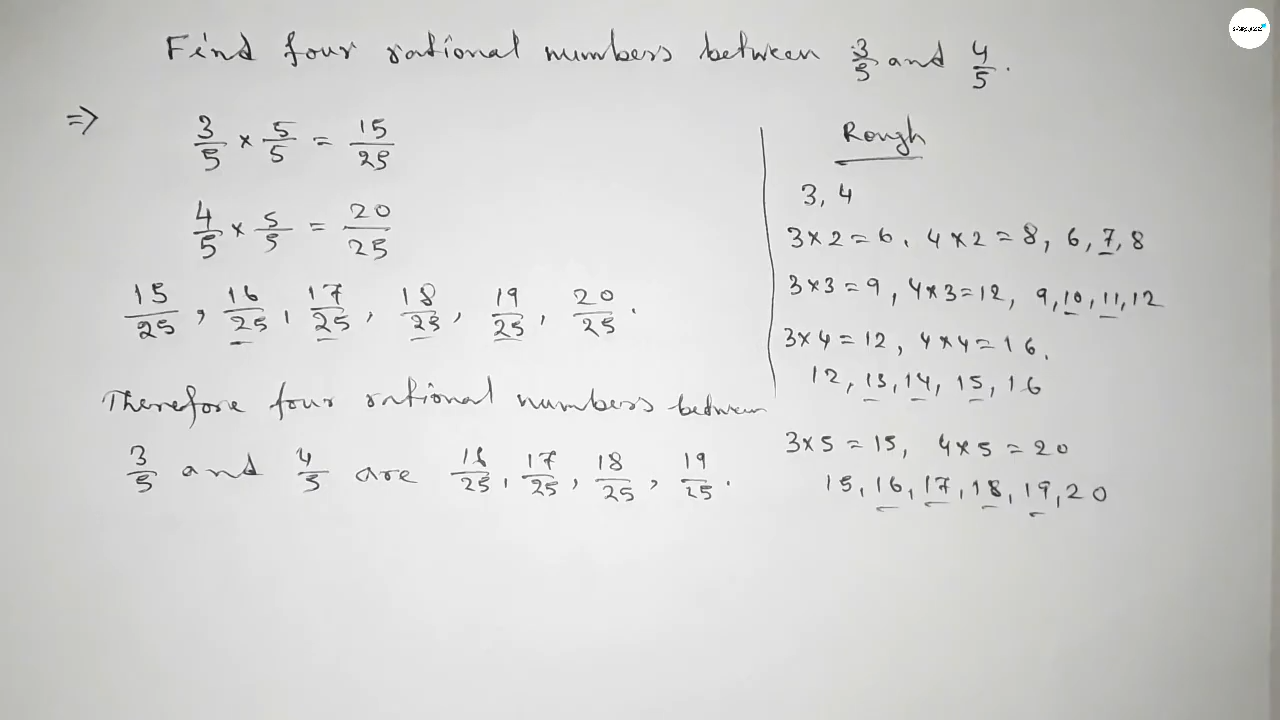 Find four rational numbers between 3/5 and 4/5.
⇒ 3/5 × 5/5 = 15/25
4/5 × 5/5 = 20/25
15/25, 16/25, 17/25, 18/25, 19/25, 20/25.
Therefore four rational numbers between
3/5 and 4/5 are 16/25, 17/25, 18/25, 19/25.
Rough
3, 4
3×2=6, 4×2=8, 6, 7, 8
3×3=9, 4×3=12, 9, 10, 11, 12
3×4=12, 4×4=16.
12, 13, 14, 15, 16
3×5=15, 4×5=20
15, 16, 17, 18, 19, 20